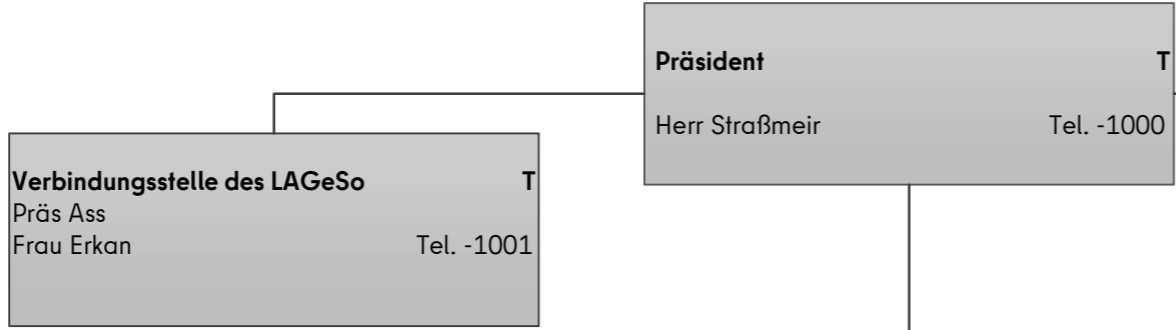 Präsident T
Herr Straßmeir Tel. -1000
Verbindungsstelle des LAGeSo T
Präs Ass
Frau Erkan Tel. -1001